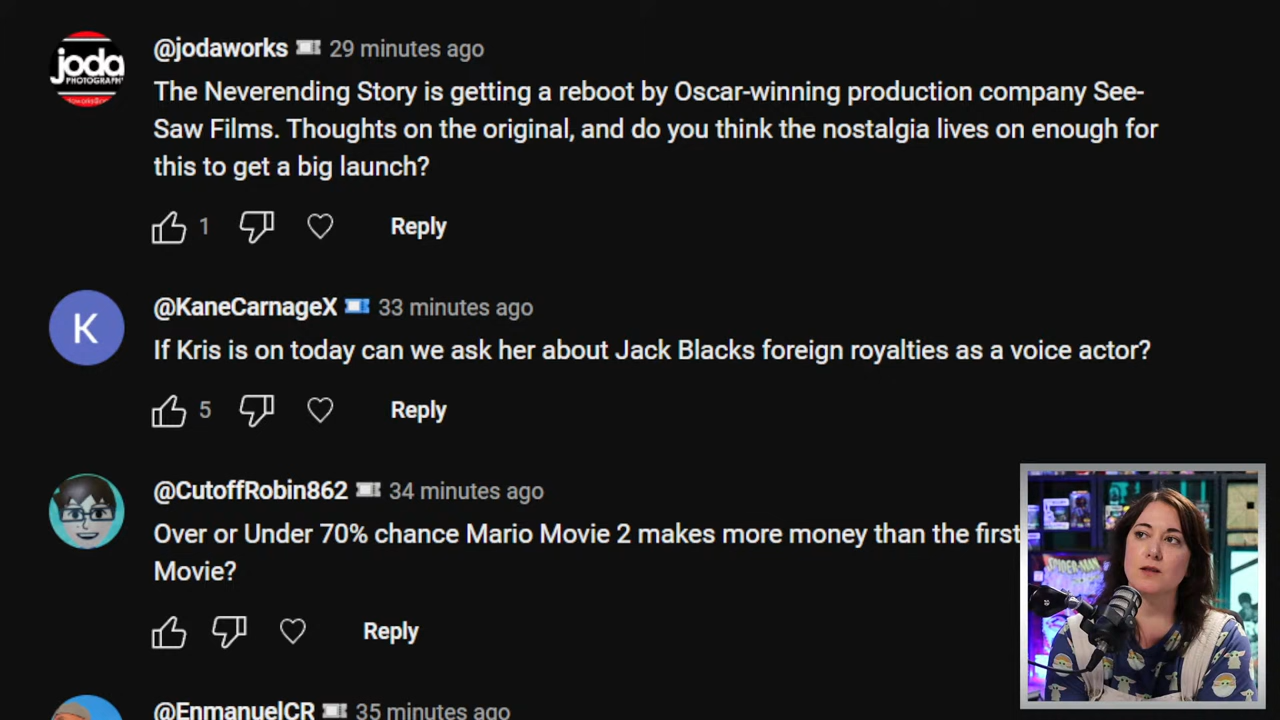 joda
PHOTOGRAPHY
@jodaworks 29 minutes ago
The Neverending Story is getting a reboot by Oscar-winning production company See-
Saw Films. Thoughts on the original, and do you think the nostalgia lives on enough for
this to get a big launch?
1 Reply
K
@KaneCarnageX 33 minutes ago
If Kris is on today can we ask her about Jack Blacks foreign royalties as a voice actor?
5 Reply
@CutoffRobin862 34 minutes ago
Over or Under 70% chance Mario Movie 2 makes more money than the first
Movie?
Reply
@EnmanuelCR 35 minutes ago
SPIDER-MAN